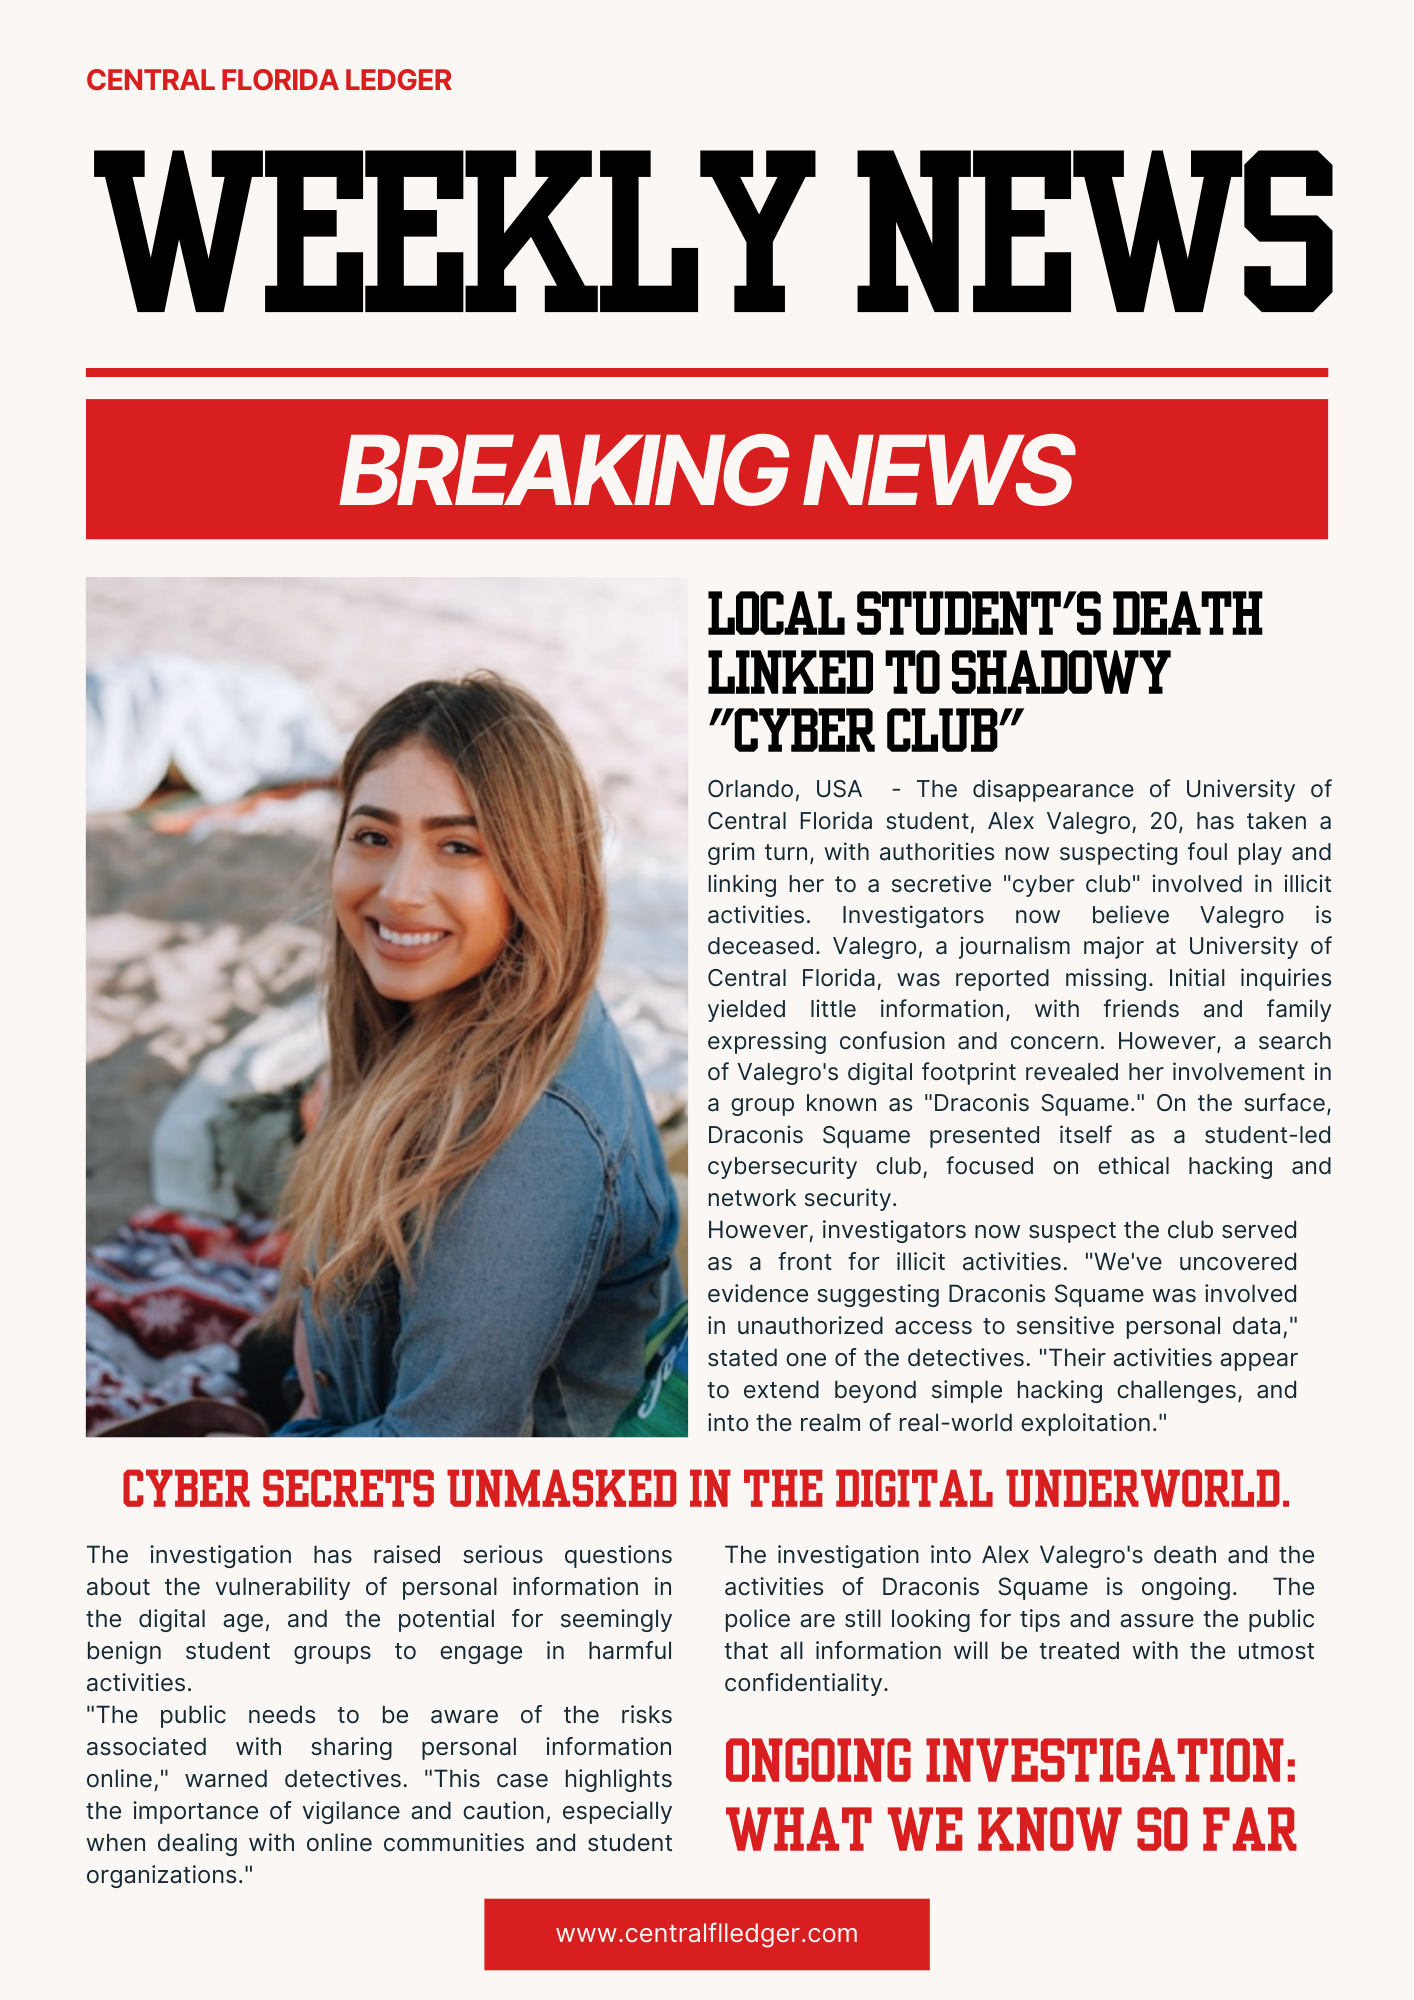 CENTRAL FLORIDA LEDGER
WEEKLY NEWS
BREAKING NEWS
LOCAL STUDENT'S DEATH
LINKED TO SHADOWY
"CYBER CLUB"
Orlando, USA - The disappearance of University of
Central Florida student, Alex Valegro, 20, has taken a
grim turn, with authorities now suspecting foul play and
linking her to a secretive "cyber club" involved in illicit
activities. Investigators now believe Valegro is
deceased. Valegro, a journalism major at University of
Central Florida, was reported missing. Initial inquiries
yielded little information, with friends and family
expressing confusion and concern. However, a search
of Valegro's digital footprint revealed her involvement in
a group known as "Draconis Squame." On the surface,
Draconis Squame presented itself as a student-led
cybersecurity club, focused on ethical hacking and
network security.
However, investigators now suspect the club served
as a front for illicit activities. "We've uncovered
evidence suggesting Draconis Squame was involved
in unauthorized access to sensitive personal data,"
stated one of the detectives. "Their activities appear
to extend beyond simple hacking challenges, and
into the realm of real-world exploitation."
CYBER SECRETS UNMASKED IN THE DIGITAL UNDERWORLD.
The investigation has raised serious questions
about the vulnerability of personal information in
the digital age, and the potential for seemingly
benign student groups to engage in harmful
activities.
"The public needs to be aware of the risks
associated with sharing personal information
online," warned detectives. "This case highlights
the importance of vigilance and caution, especially
when dealing with online communities and student
organizations."
The investigation into Alex Valegro's death and the
activities of Draconis Squame is ongoing. The
police are still looking for tips and assure the public
that all information will be treated with the utmost
confidentiality.
ONGOING INVESTIGATION:
WHAT WE KNOW SO FAR
www.centralflledger.com